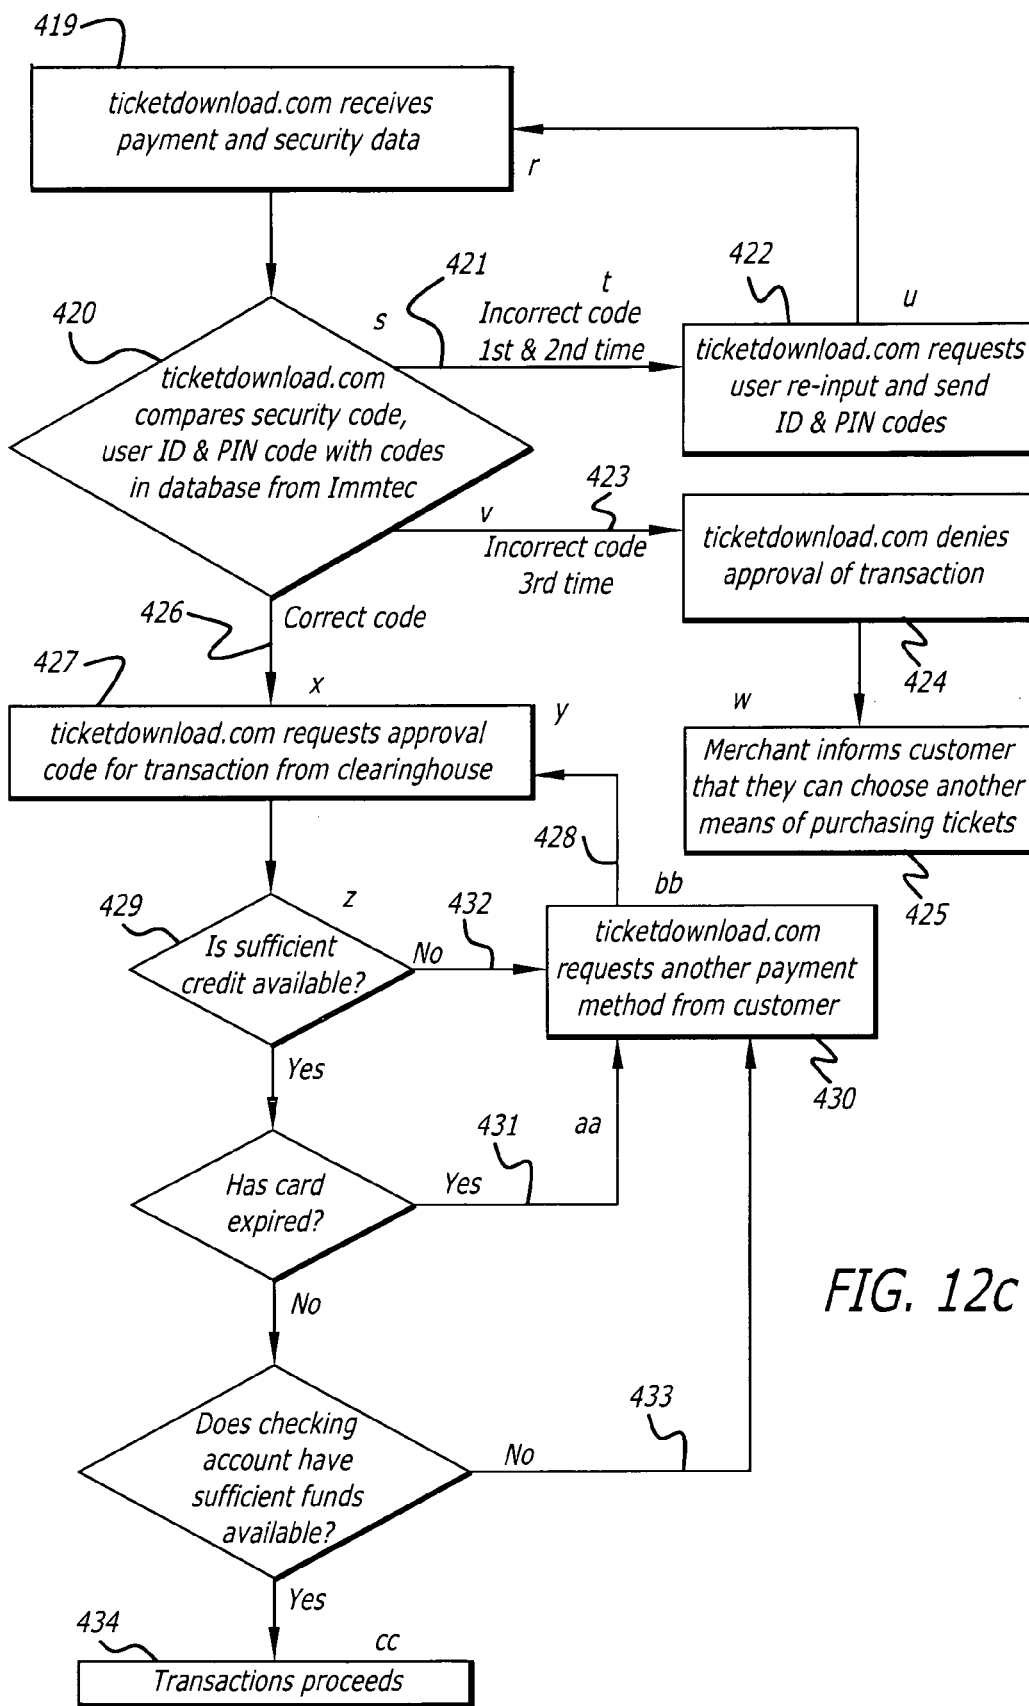 419
ticketdownload.com receives
payment and security data
r
421
t
422
u
420
s
Incorrect code
1st & 2nd time
ticketdownload.com requests
user re-input and send
ID & PIN codes
ticketdownload.com
compares security code,
user ID & PIN code with codes
in database from Immtec
v
423
Incorrect code
3rd time
ticketdownload.com denies
approval of transaction
424
426
Correct code
427
x
y
w
ticketdownload.com requests approval
code for transaction from clearinghouse
Merchant informs customer
that they can choose another
means of purchasing tickets
425
428
bb
429
z
432
Is sufficient
credit available?
No
ticketdownload.com
requests another payment
method from customer
430
Yes
431
aa
Has card
expired?
Yes
No
FIG. 12c
433
Does checking
account have
sufficient funds
available?
No
Yes
434
cc
Transactions proceeds